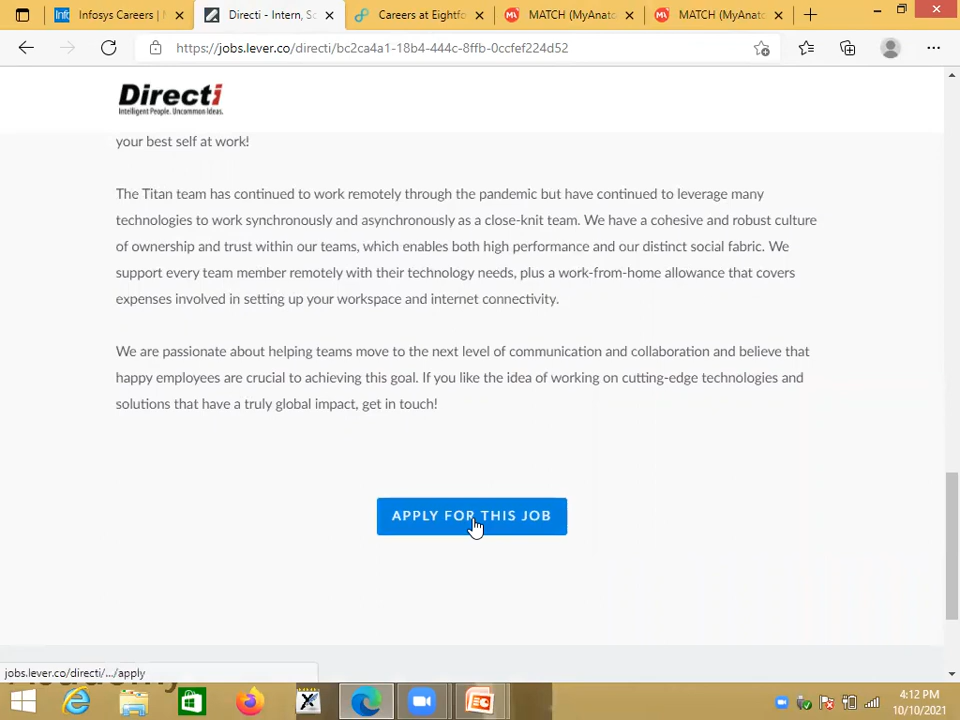 Infosys Careers |
Directi - Intern, So
Careers at Eightfo
MATCH (MyAnato
MATCH (MyAnato
https://jobs.lever.co/directi/bc2ca4a1-18b4-444c-8ffb-0ccfef224d52
Directi
Intelligent People. Uncommon Ideas.
your best self at work!
The Titan team has continued to work remotely through the pandemic but have continued to leverage many
technologies to work synchronously and asynchronously as a close-knit team. We have a cohesive and robust culture
of ownership and trust within our teams, which enables both high performance and our distinct social fabric. We
support every team member remotely with their technology needs, plus a work-from-home allowance that covers
expenses involved in setting up your workspace and internet connectivity.
We are passionate about helping teams move to the next level of communication and collaboration and believe that
happy employees are crucial to achieving this goal. If you like the idea of working on cutting-edge technologies and
solutions that have a truly global impact, get in touch!
APPLY FOR THIS JOB
jobs.lever.co/directi/.../apply
4:12 PM
10/10/2021